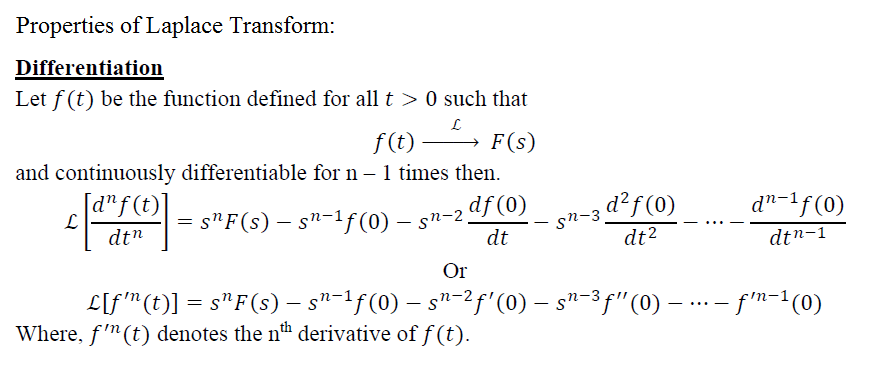 Properties of Laplace Transform:
Differentiation
Let f(t) be the function defined for all t > 0 such that
f(t) \xrightarrow{ℒ} F(s)
and continuously differentiable for n – 1 times then.
ℒ[dⁿf(t)/dtⁿ] = sⁿF(s) − sⁿ⁻¹f(0) − sⁿ⁻² df(0)/dt − sⁿ⁻³ d²f(0)/dt² − ⋯ − dⁿ⁻¹f(0)/dtⁿ⁻¹
Or
ℒ[f′ⁿ(t)] = sⁿF(s) − sⁿ⁻¹f(0) − sⁿ⁻²f′(0) − sⁿ⁻³f′′(0) − ⋯ − f′ⁿ⁻¹(0)
Where, f′ⁿ(t) denotes the nᵗʰ derivative of f(t).